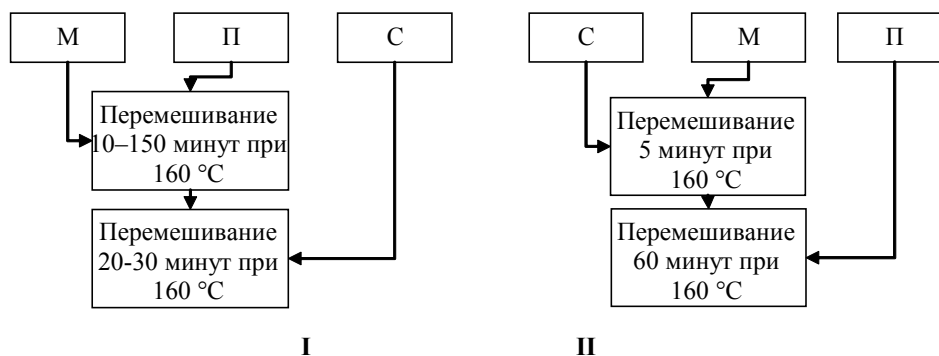 М
П
С
Перемешивание
10–150 минут при
160 °С
Перемешивание
20-30 минут при
160 °С
I
С
М
П
Перемешивание
5 минут при
160 °С
Перемешивание
60 минут при
160 °С
II